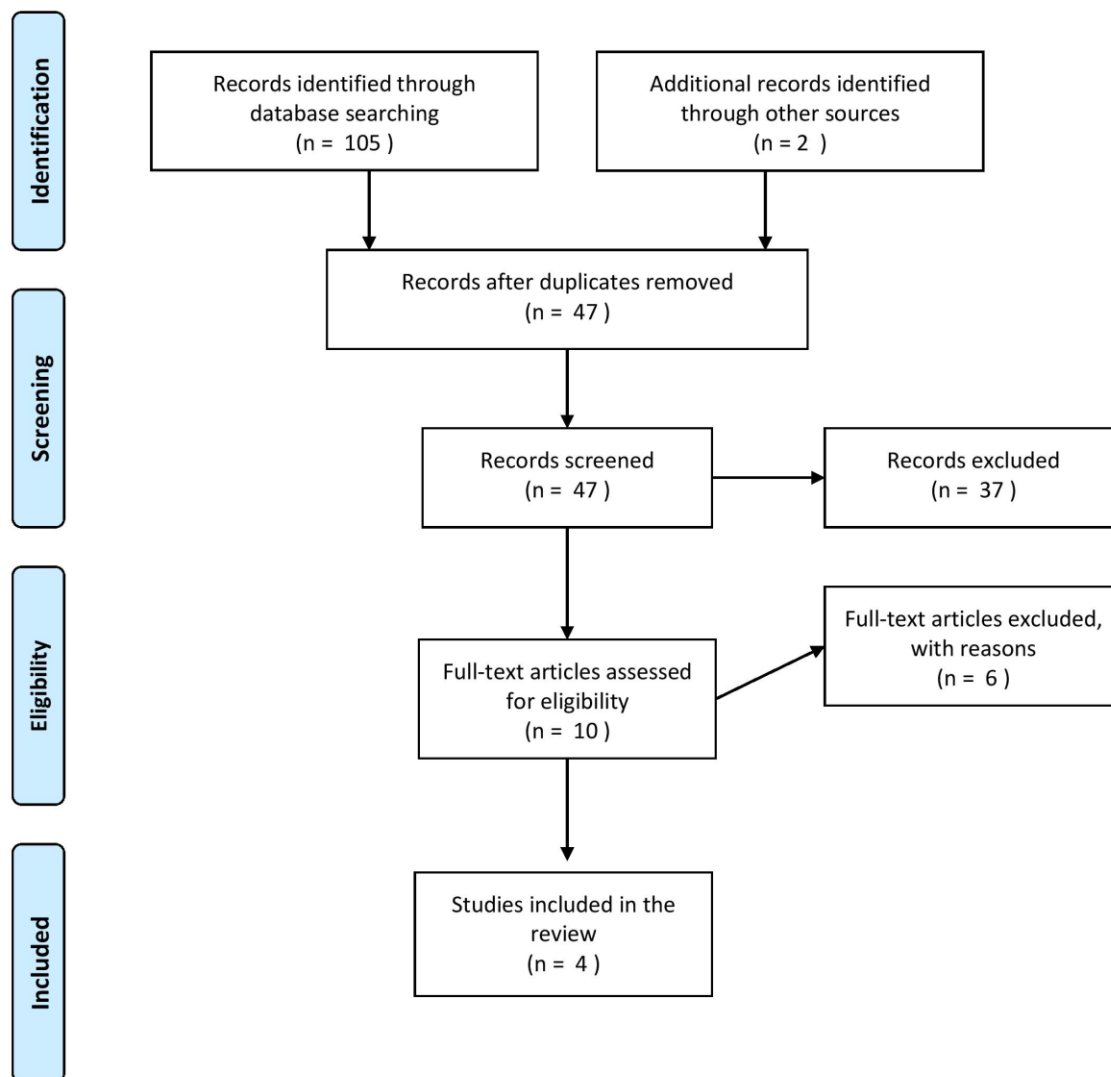 Identification
Records identified through
database searching
(n =  105 )
Additional records identified
through other sources
(n = 2  )
Records after duplicates removed
(n =  47 )
Screening
Records screened
(n =  47 )
Records excluded
(n =  37 )
Eligibility
Full-text articles assessed
for eligibility
(n =  10 )
Full-text articles excluded,
with reasons
(n =  6 )
Included
Studies included in the
review
(n =  4 )